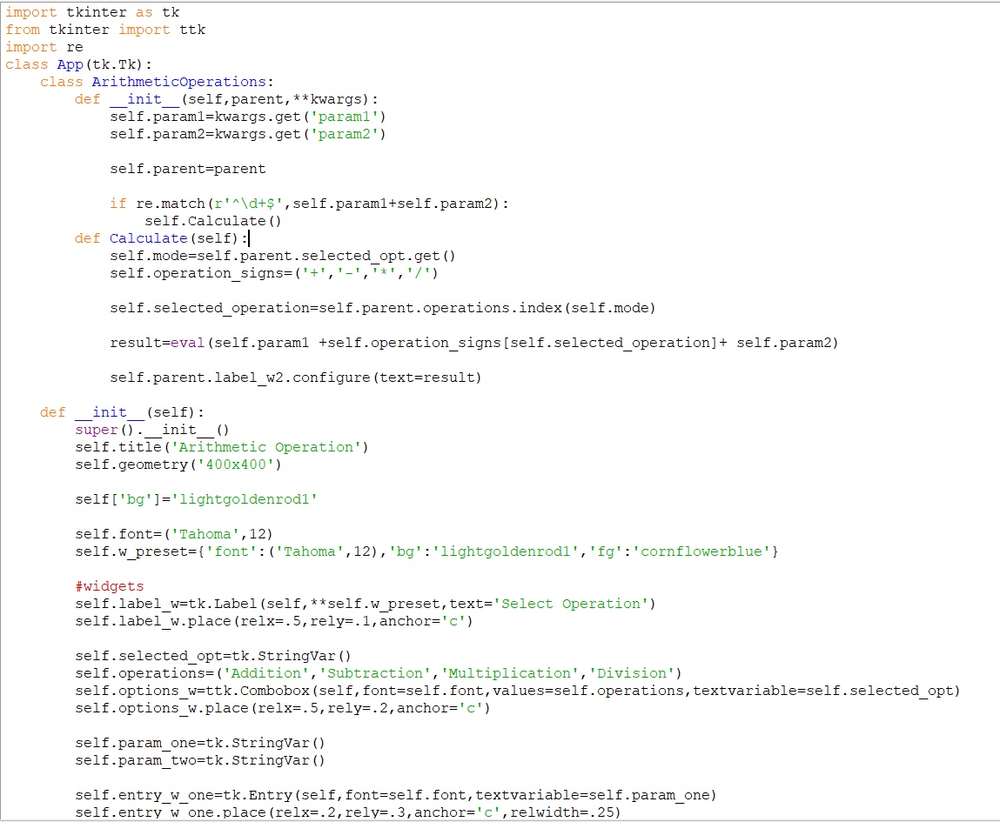 import tkinter as tk
from tkinter import ttk
import re
class App(tk.Tk):
    class ArithmeticOperations:
        def __init__(self,parent,**kwargs):
            self.param1=kwargs.get('param1')
            self.param2=kwargs.get('param2')

            self.parent=parent

            if re.match(r'^\d+$',self.param1+self.param2):
                self.Calculate()
        def Calculate(self):
            self.mode=self.parent.selected_opt.get()
            self.operation_signs=('+','-','*','/')

            self.selected_operation=self.parent.operations.index(self.mode)

            result=eval(self.param1 +self.operation_signs[self.selected_operation]+ self.param2)

            self.parent.label_w2.configure(text=result)

    def __init__(self):
        super().__init__()
        self.title('Arithmetic Operation')
        self.geometry('400x400')

        self['bg']='lightgoldenrod1'

        self.font=('Tahoma',12)
        self.w_preset={'font':('Tahoma',12),'bg':'lightgoldenrod1','fg':'cornflowerblue'}

        #widgets
        self.label_w=tk.Label(self,**self.w_preset,text='Select Operation')
        self.label_w.place(relx=.5,rely=.1,anchor='c')

        self.selected_opt=tk.StringVar()
        self.operations=('Addition','Subtraction','Multiplication','Division')
        self.options_w=ttk.Combobox(self,font=self.font,values=self.operations,textvariable=self.selected_opt)
        self.options_w.place(relx=.5,rely=.2,anchor='c')

        self.param_one=tk.StringVar()
        self.param_two=tk.StringVar()

        self.entry_w_one=tk.Entry(self,font=self.font,textvariable=self.param_one)
        self.entry_w_one.place(relx=.2,rely=.3,anchor='c',relwidth=.25)